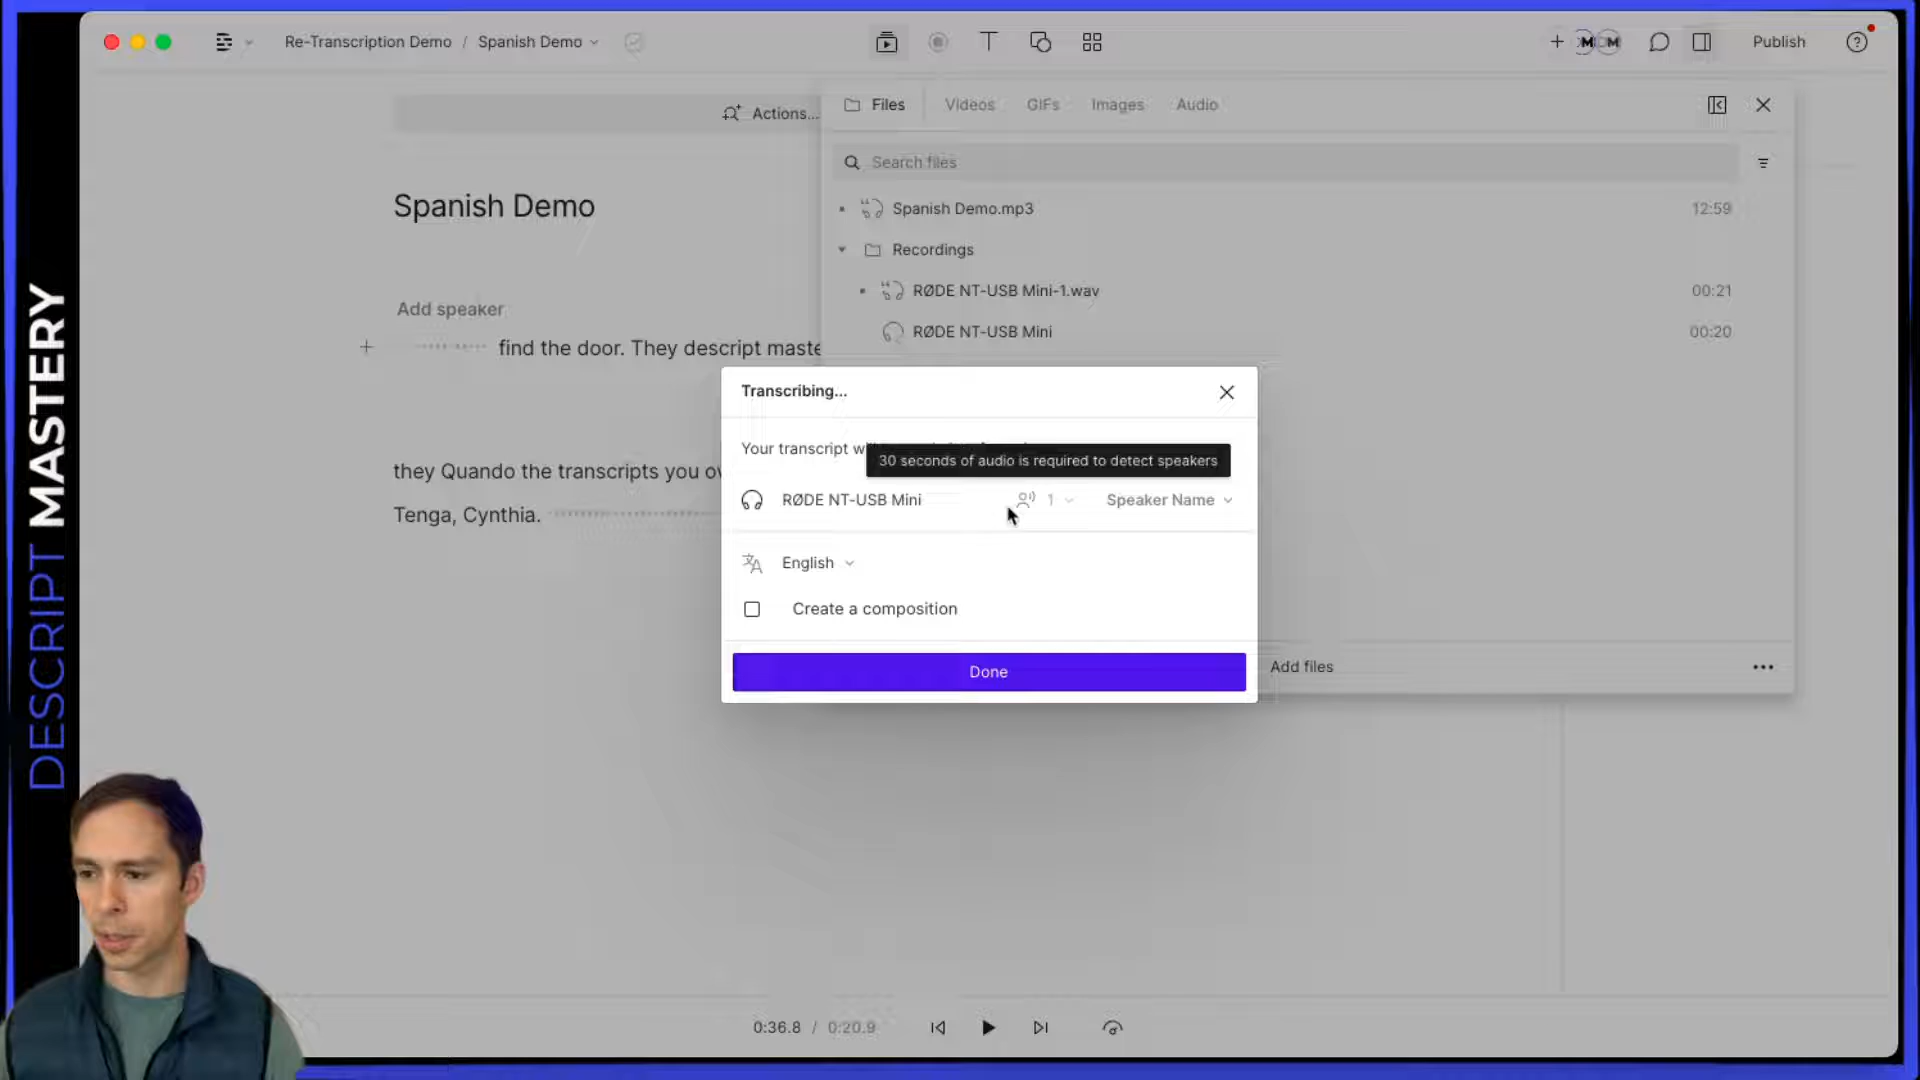 DESCRIPT MASTERY
Re-Transcription Demo / Spanish Demo
Publish
Actions...
Files
Videos
GIFs
Images
Audio
Search files
Spanish Demo.mp3
12:59
Recordings
RØDE NT-USB Mini-1.wav
00:21
RØDE NT-USB Mini
00:20
Add files
Spanish Demo
Add speaker
find the door. They descript maste
they Quando the transcripts you ov
Tenga, Cynthia.
Transcribing...
Your transcript w
30 seconds of audio is required to detect speakers
RØDE NT-USB Mini
1
Speaker Name
English
Create a composition
Done
0:36.8 / 0:20.9